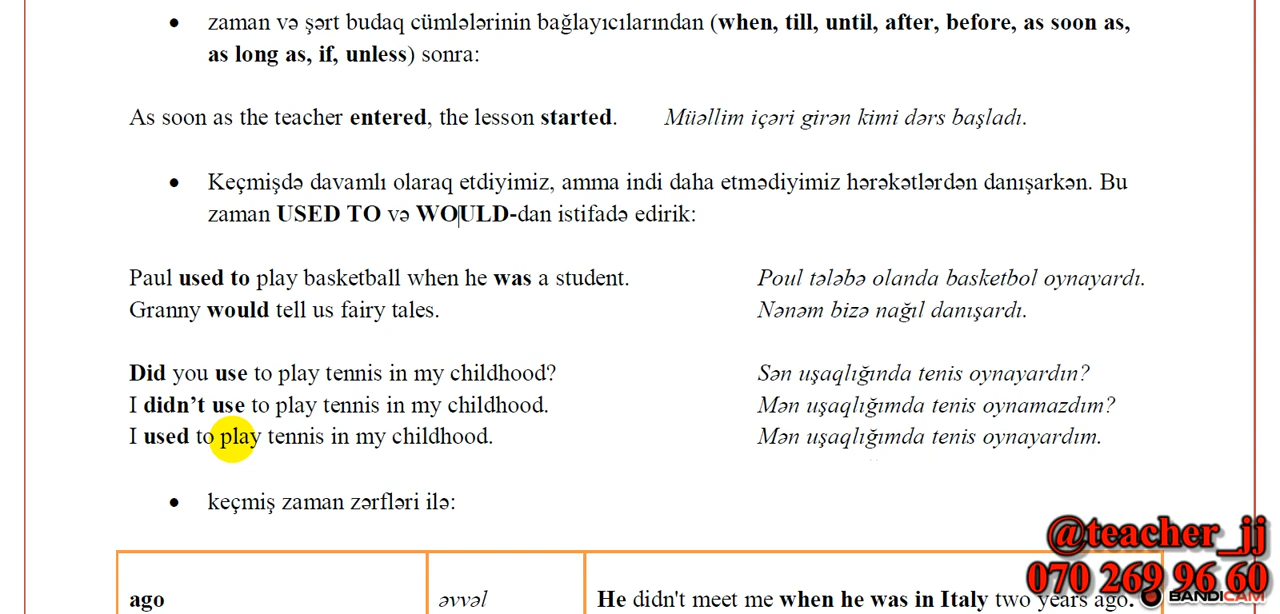 • zaman və şərt budaq cümlələrinin bağlayıcılarından (when, till, until, after, before, as soon as,
as long as, if, unless) sonra:
As soon as the teacher entered, the lesson started. Müəllim içəri girən kimi dərs başladı.
• Keçmişdə davamlı olaraq etdiyimiz, amma indi daha etmədiyimiz hərəkətlərdən danışarkən. Bu
zaman USED TO və WOULD-dan istifadə edirik:
Paul used to play basketball when he was a student. Poul tələbə olanda basketbol oynayardı.
Granny would tell us fairy tales. Nənəm bizə nağıl danışardı.
Did you use to play tennis in my childhood? Sən uşaqlığında tenis oynayardın?
I didn’t use to play tennis in my childhood. Mən uşaqlığımda tenis oynamazdım?
I used to play tennis in my childhood. Mən uşaqlığımda tenis oynayardım.
• keçmiş zaman zərfləri ilə:
ago əvvəl He didn't meet me when he was in Italy two years ago.
@teacher_jj
070 269 96 60
BANDICAM